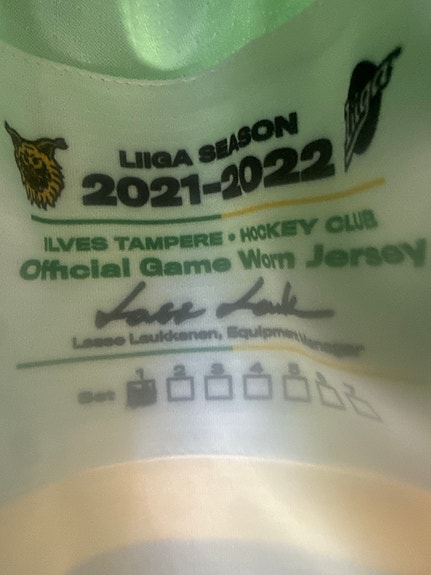 LIIGA SEASON
Liiga
2021-2022
ILVES TAMPERE • HOCKEY CLUB
Official Game Worn Jersey
Lasse Laukkanen, Equipment Manager
1 2 3 4 5 6 7
Set